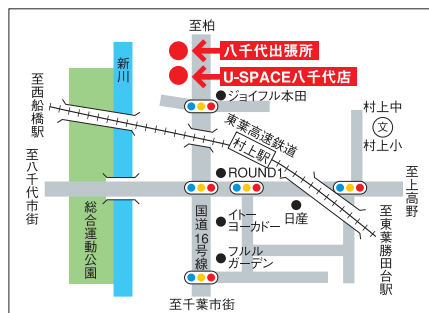 至柏
八千代出張所
U-SPACE八千代店
ジョイフル本田
新川
至西船橋駅
東葉高速鉄道
村上駅
村上中
文
村上小
ROUND1
至八千代市街
至上高野
総合運動公園
国道16号線
イトー
ヨーカドー
日産
フルル
ガーデン
至東葉勝田台駅
至千葉市街